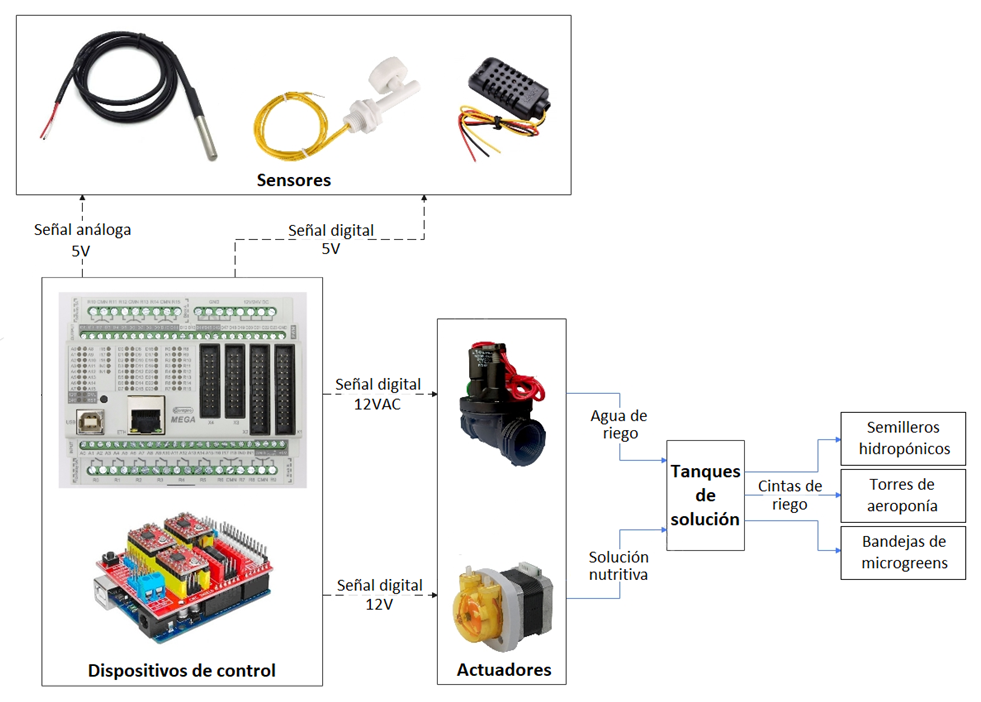 Sensores
Señal análoga
5V
Señal digital
5V
MEGA
Dispositivos de control
Señal digital
12VAC
Señal digital
12V
Actuadores
Agua de
riego
Solución
nutritiva
Tanques
de
solución
Cintas de
riego
Semilleros
hidropónicos
Torres de
aeroponía
Bandejas de
microgreens